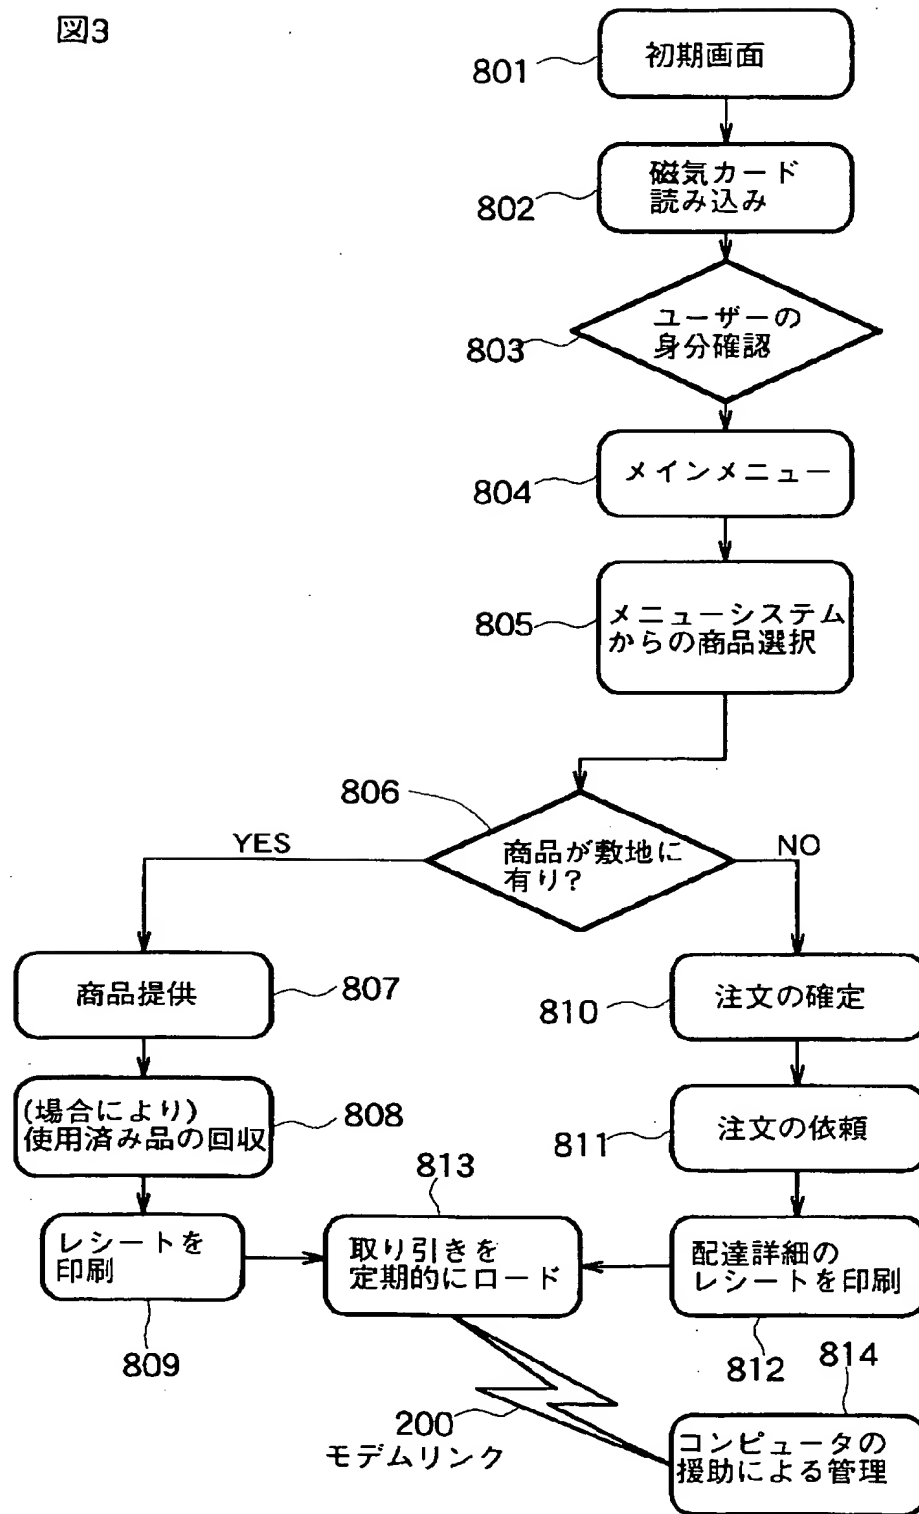 図3
801
初期画面
802
磁気カード
読み込み
803
ユーザーの
身分確認
804
メインメニュー
805
メニューシステム
からの商品選択
806
商品が敷地に
有り?
YES
NO
商品提供
807
(場合により)
使用済み品の回収
808
レシートを
印刷
809
810
注文の確定
811
注文の依頼
配達詳細の
レシートを印刷
812
813
取り引きを
定期的にロード
200
モデムリンク
814
コンピュータの
援助による管理